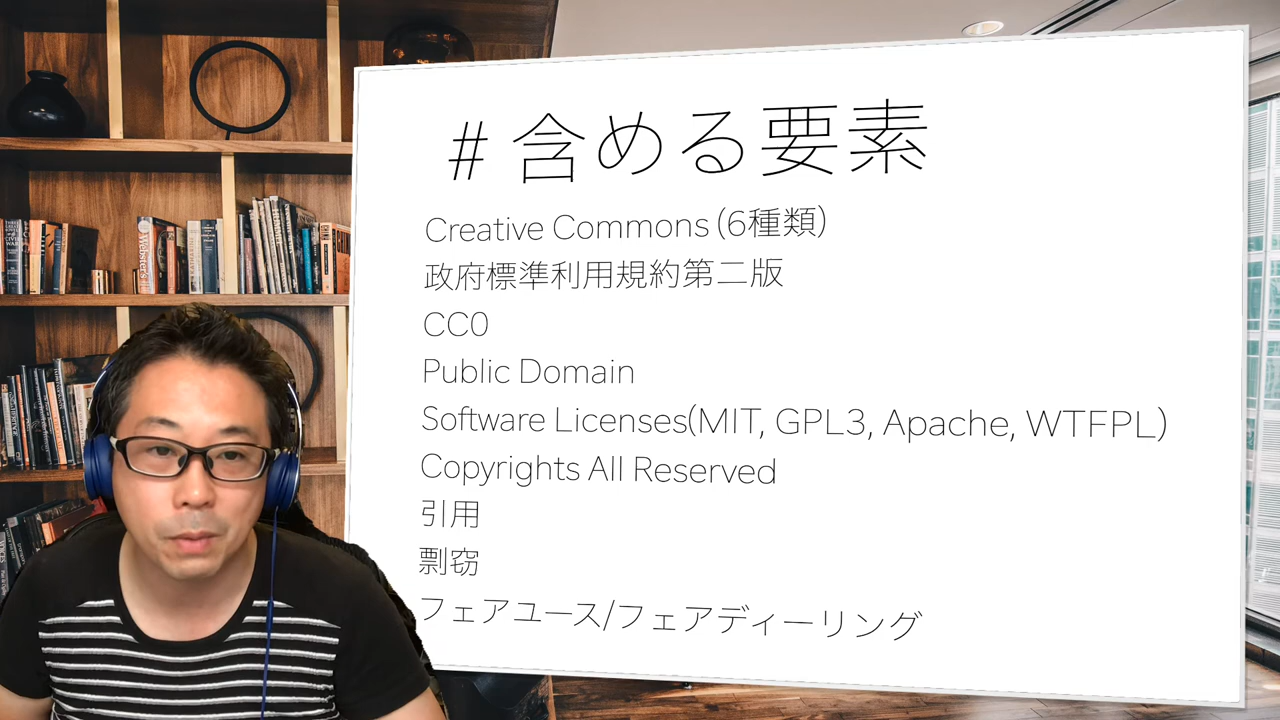 # 含める要素
Creative Commons (6種類)
政府標準利用規約第二版
CC0
Public Domain
Software Licenses(MIT, GPL3, Apache, WTFPL)
Copyrights All Reserved
引用
剽窃
フェアユース/フェアディーリング
Webster's